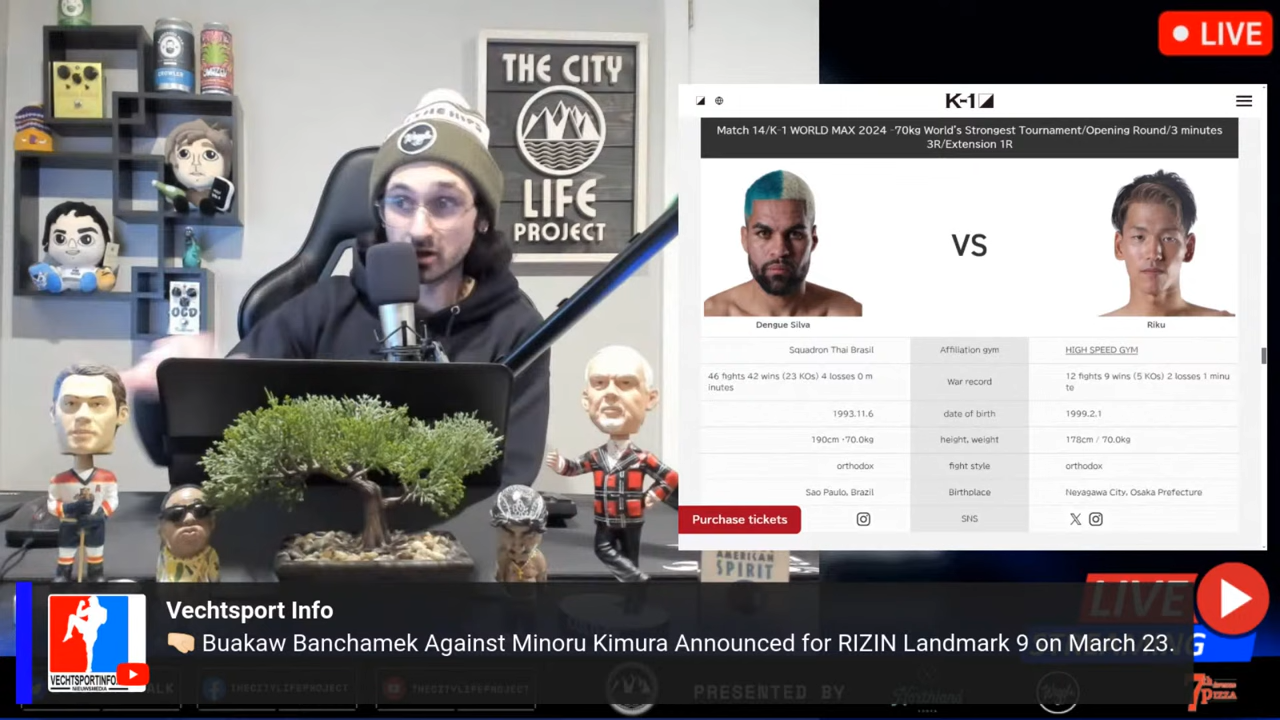 LIVE
THE CITY
LIFE
PROJECT
K-1
Match 14/K-1 WORLD MAX 2024 -70kg World's Strongest Tournament/Opening Round/3 minutes
3R/Extension 1R
VS
Dengue Silva
Riku
Squadron Thai Brasil
Affiliation gym
HIGH SPEED GYM
46 fights 42 wins (23 KOs) 4 losses 0 m
inutes
War record
12 fights 9 wins (5 KOs) 2 losses 1 minu
te
1993.11.6
date of birth
1999.2.1
190cm -70.0kg
height, weight
178cm / 70.0kg
orthodox
fight style
orthodox
Sao Paulo, Brazil
Birthplace
Neyagawa City, Osaka Prefecture
Purchase tickets
SNS
OCD
AMERICAN
SPIRIT
LIVE
Vechtsport Info
👊🏻 Buakaw Banchamek Against Minoru Kimura Announced for RIZIN Landmark 9 on March 23.
VECHTSPORTINFO
NIEUWSMEDIA
THECITYLIFEPROJECT
THECITYLIFEPROJECT
PRESENTED BY
PIZZA